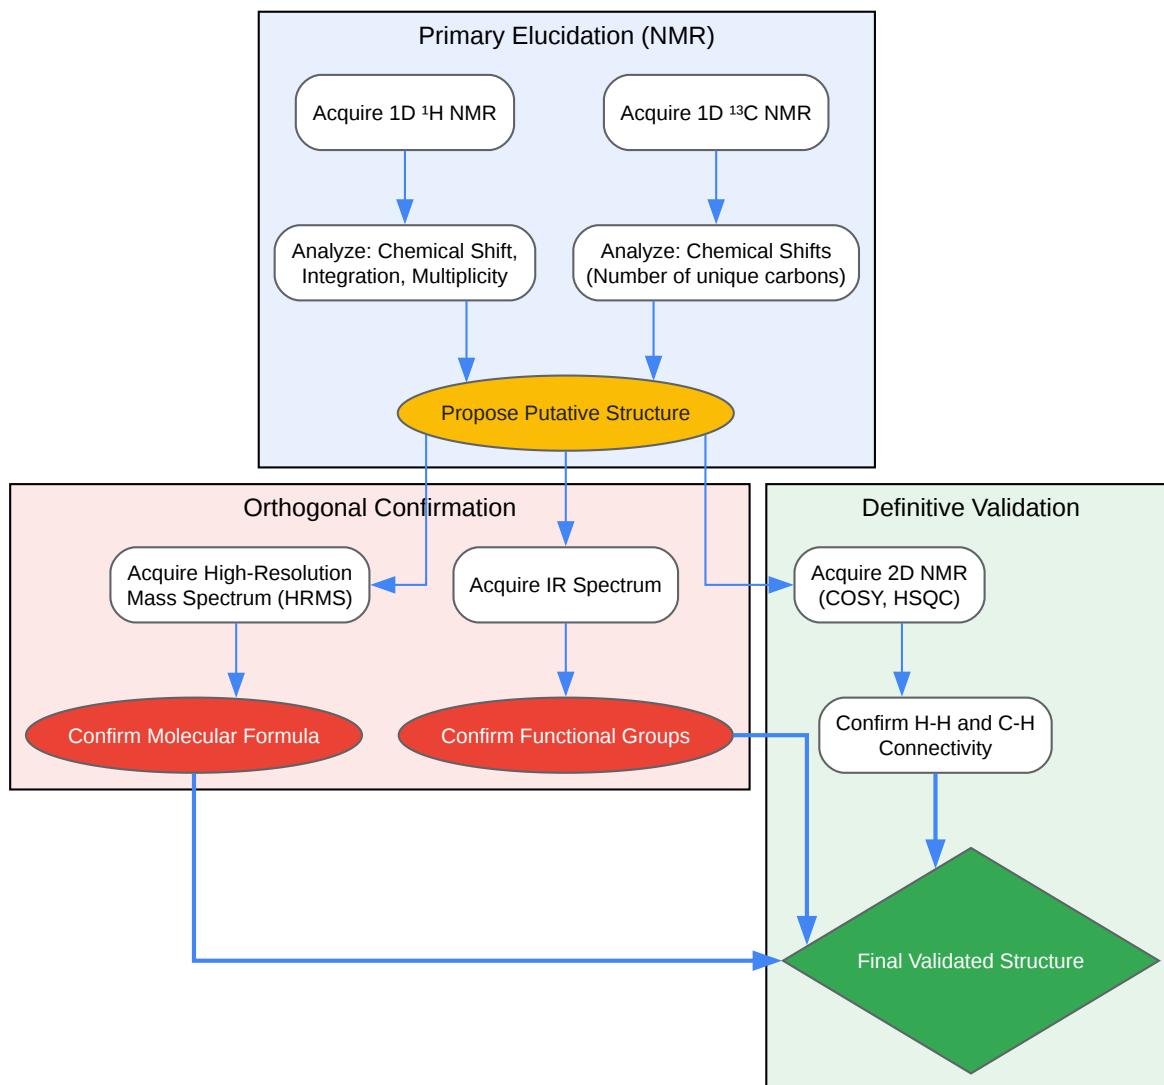 Primary Elucidation (NMR)
Acquire 1D ¹H NMR
Acquire 1D ¹³C NMR
Analyze: Chemical Shift,
Integration, Multiplicity
Analyze: Chemical Shifts
(Number of unique carbons)
Propose Putative Structure
Orthogonal Confirmation
Acquire High-Resolution
Mass Spectrum (HRMS)
Acquire IR Spectrum
Confirm Molecular Formula
Confirm Functional Groups
Definitive Validation
Acquire 2D NMR
(COSY, HSQC)
Confirm H-H and C-H
Connectivity
Final Validated Structure